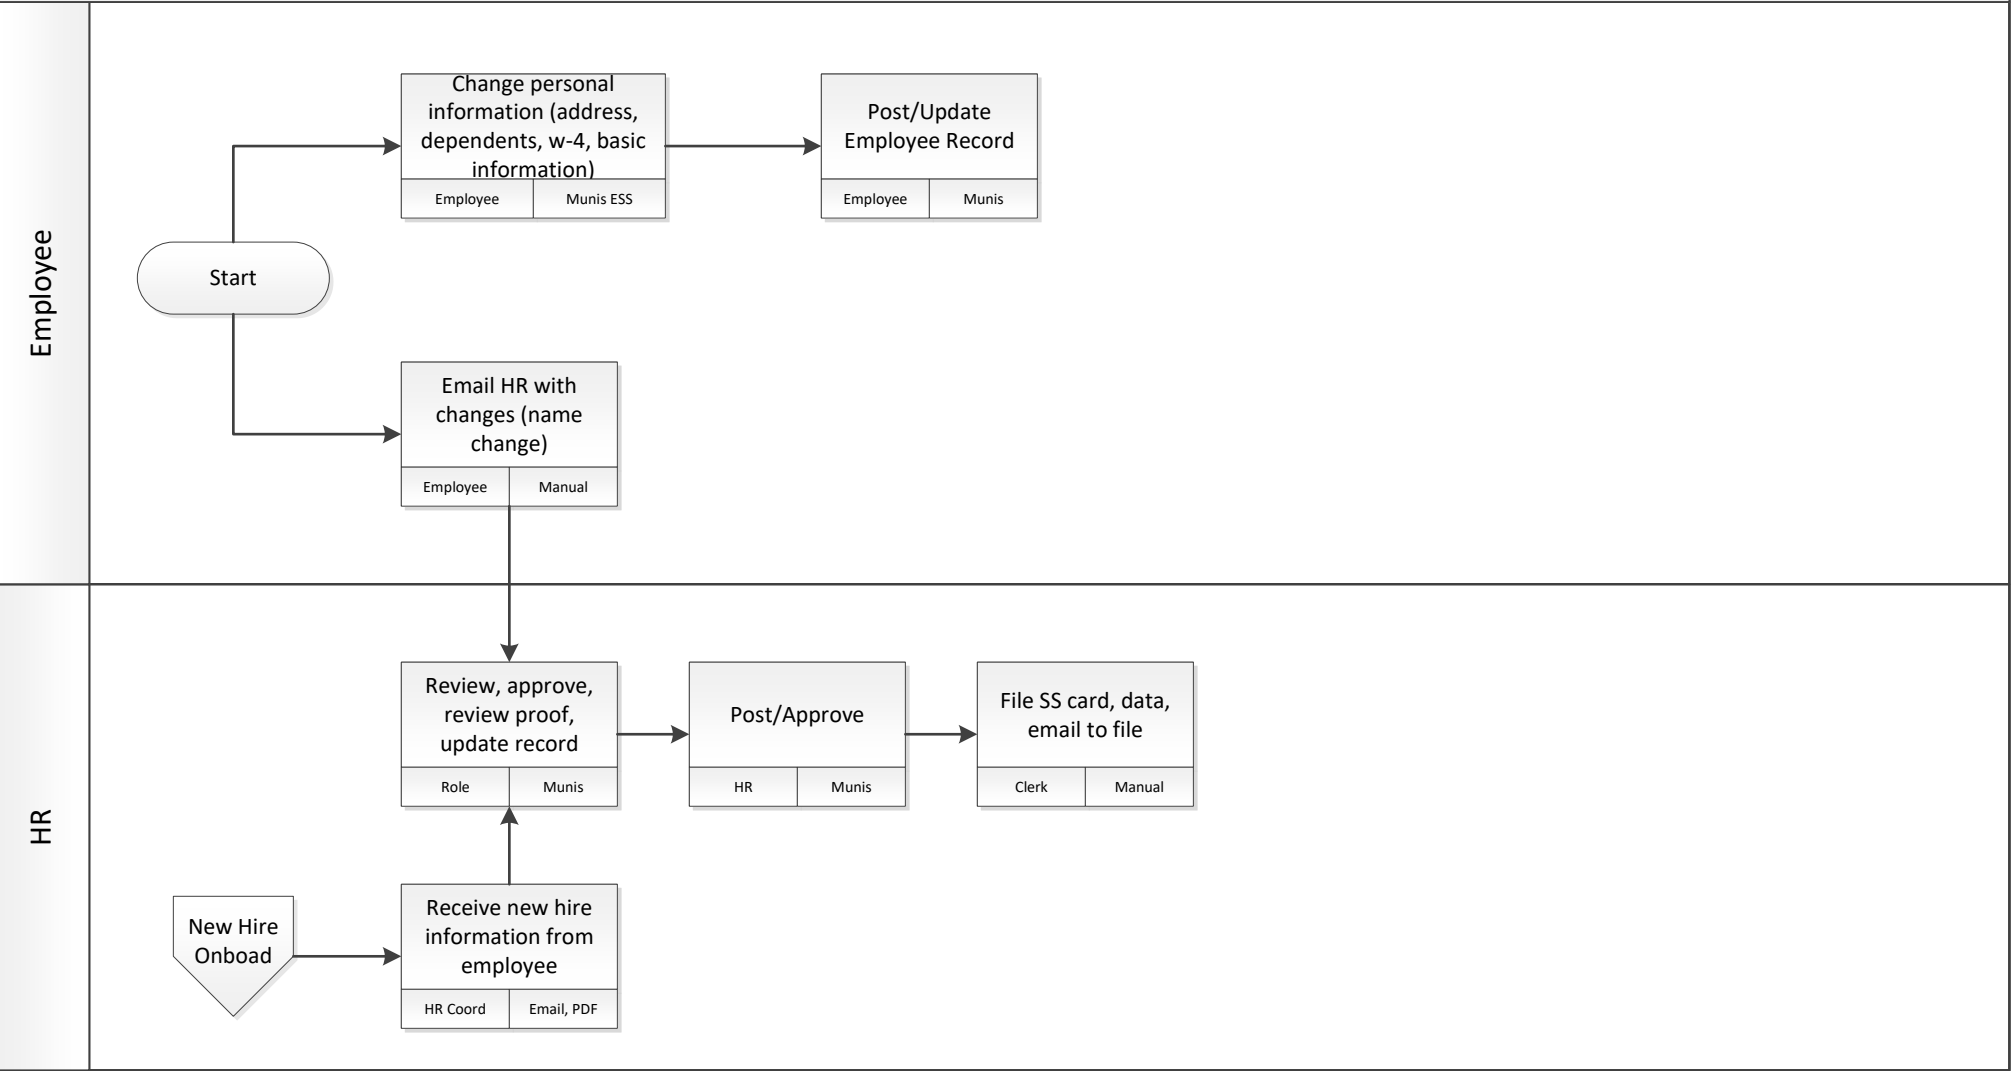 Employee
Change personal
information (address,
dependents, w-4, basic
information)
Employee
Munis ESS
Post/Update
Employee Record
Employee
Munis
Start
Email HR with
changes (name
change)
Employee
Manual
HR
Review, approve,
review proof,
update record
Role
Munis
Post/Approve
HR
Munis
File SS card, data,
email to file
Clerk
Manual
New Hire
Onboad
Receive new hire
information from
employee
HR Coord
Email, PDF